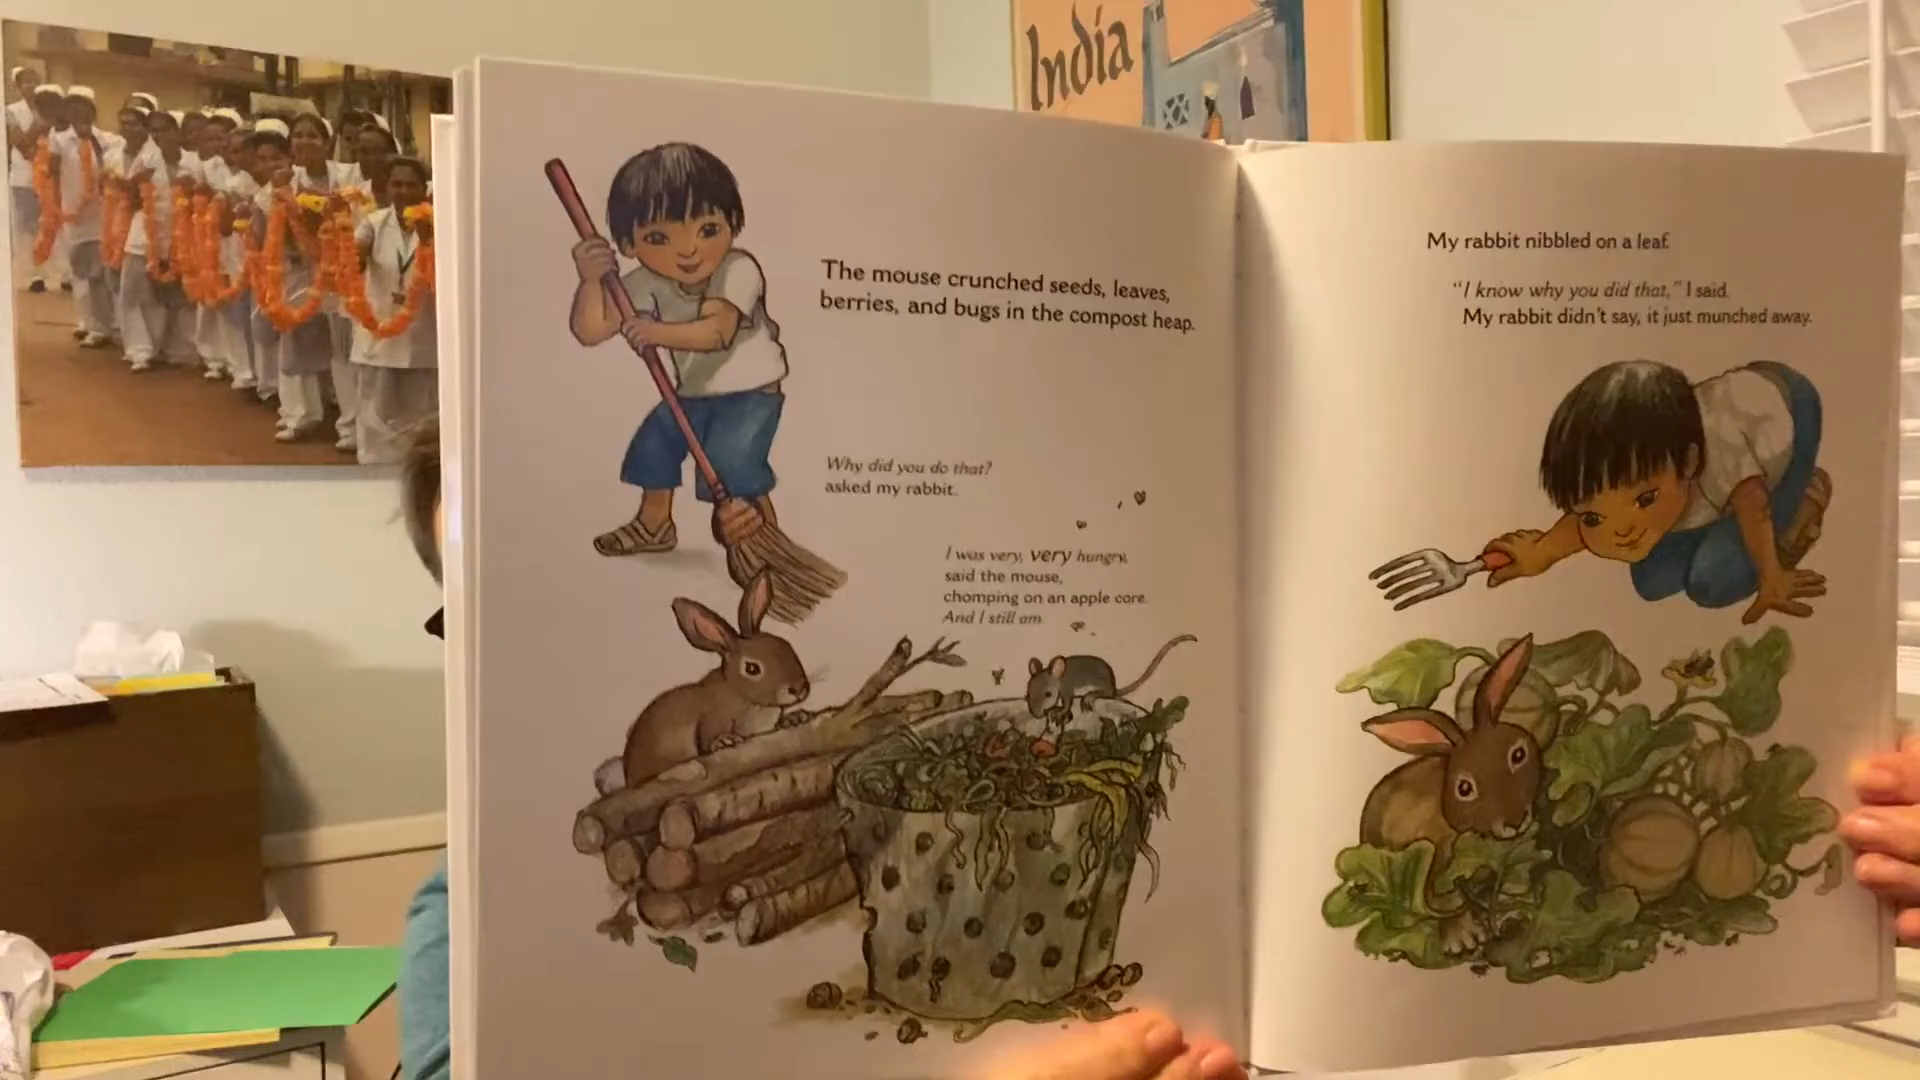 India
The mouse crunched seeds, leaves,
berries, and bugs in the compost heap.
Why did you do that?
asked my rabbit.
I was very, very hungry,
said the mouse,
chomping on an apple core.
And I still am.
My rabbit nibbled on a leaf.
"I know why you did that," I said.
My rabbit didn't say, it just munched away.